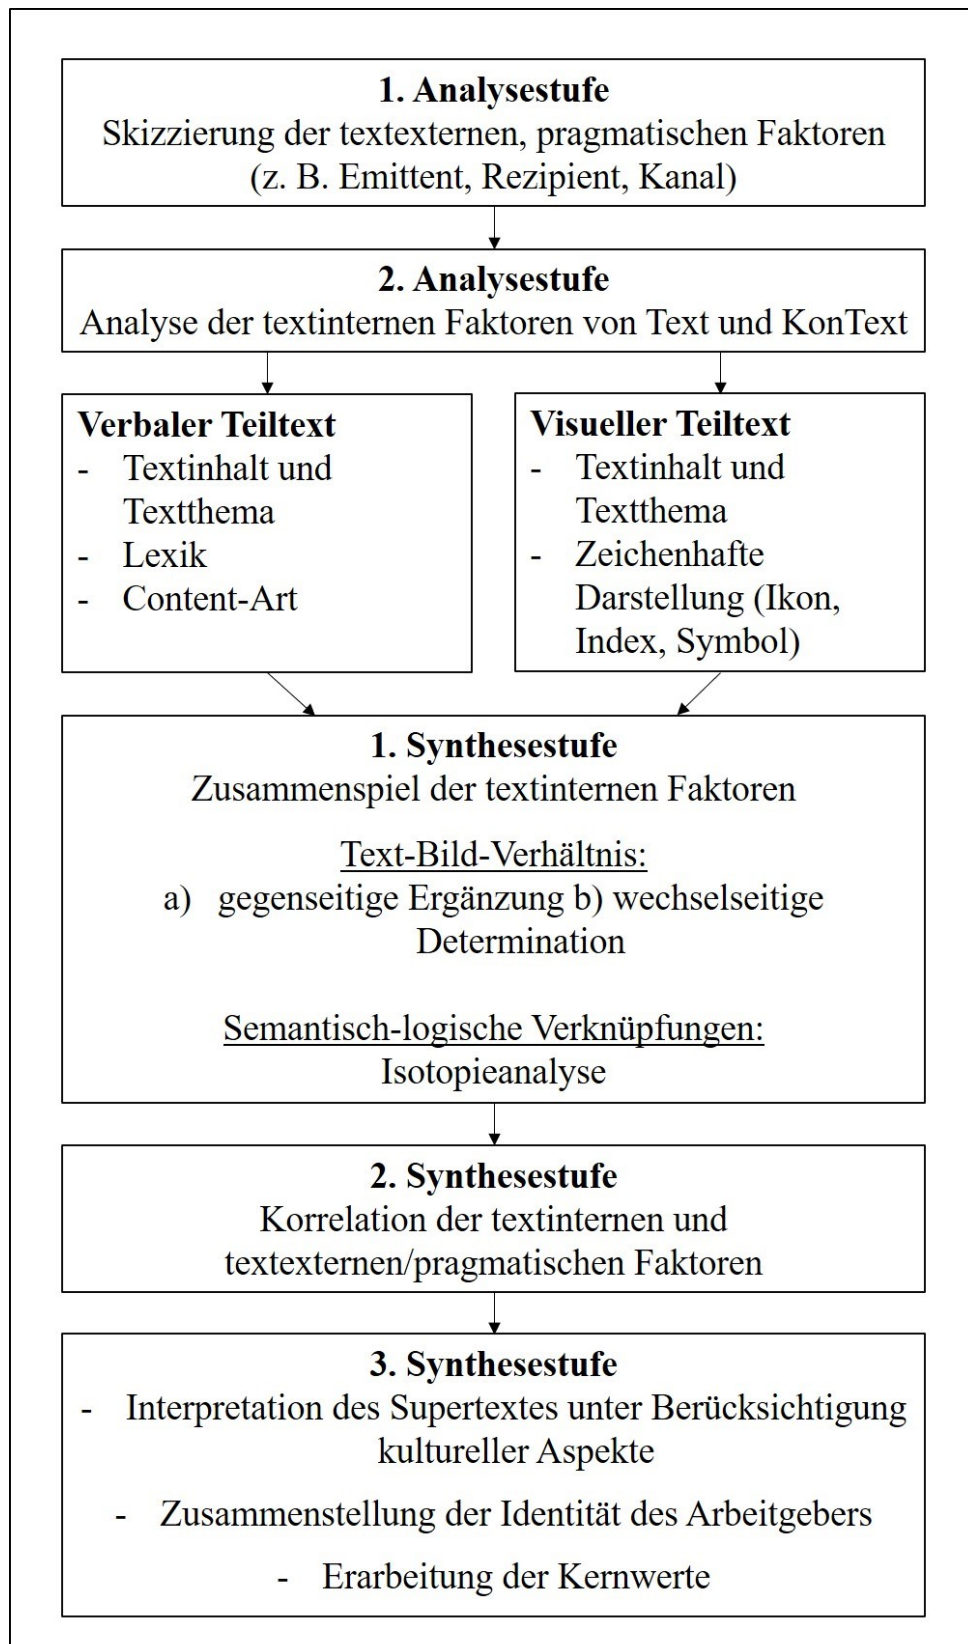 1. Analysestufe
Skizzierung der textexternen, pragmatischen Faktoren
(z. B. Emittent, Rezipient, Kanal)
2. Analysestufe
Analyse der textinternen Faktoren von Text und KonText
Verbaler Teiltext
- Textinhalt und
Textthema
- Lexik
- Content-Art
Visueller Teiltext
- Textinhalt und
Textthema
- Zeichenhafte
Darstellung (Ikon,
Index, Symbol)
1. Synthesestufe
Zusammenspiel der textinternen Faktoren
Text-Bild-Verhältnis:
a) gegenseitige Ergänzung b) wechselseitige
Determination
Semantisch-logische Verknüpfungen:
Isotopieanalyse
2. Synthesestufe
Korrelation der textinternen und
textexternen/pragmatischen Faktoren
3. Synthesestufe
- Interpretation des Supertextes unter Berücksichtigung
kultureller Aspekte
- Zusammenstellung der Identität des Arbeitgebers
- Erarbeitung der Kernwerte